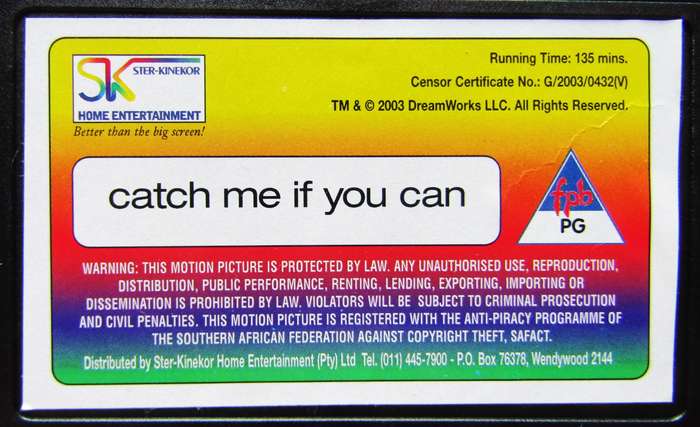 SK STER-KINEKOR
HOME ENTERTAINMENT
Better than the big screen!
Running Time: 135 mins.
Censor Certificate No.: G/2003/0432(V)
TM & © 2003 DreamWorks LLC. All Rights Reserved.
catch me if you can
fpb
PG
WARNING: THIS MOTION PICTURE IS PROTECTED BY LAW. ANY UNAUTHORISED USE, REPRODUCTION,
DISTRIBUTION, PUBLIC PERFORMANCE, RENTING, LENDING, EXPORTING, IMPORTING OR
DISSEMINATION IS PROHIBITED BY LAW. VIOLATORS WILL BE SUBJECT TO CRIMINAL PROSECUTION
AND CIVIL PENALTIES. THIS MOTION PICTURE IS REGISTERED WITH THE ANTI-PIRACY PROGRAMME OF
THE SOUTHERN AFRICAN FEDERATION AGAINST COPYRIGHT THEFT, SAFACT.
Distributed by Ster-Kinekor Home Entertainment (Pty) Ltd Tel. (011) 445-7900 - P.O. Box 76378, Wendywood 2144